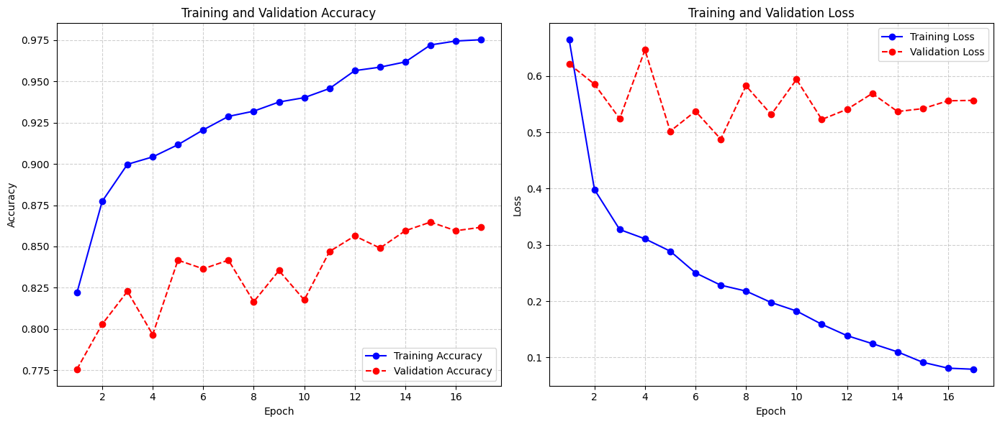 Training and Validation Accuracy
Accuracy
0.975
0.950
0.925
0.900
0.875
0.850
0.825
0.800
0.775
2 4 6 8 10 12 14 16
Epoch
Training Accuracy
Validation Accuracy
Training and Validation Loss
Loss
0.6
0.5
0.4
0.3
0.2
0.1
2 4 6 8 10 12 14 16
Epoch
Training Loss
Validation Loss